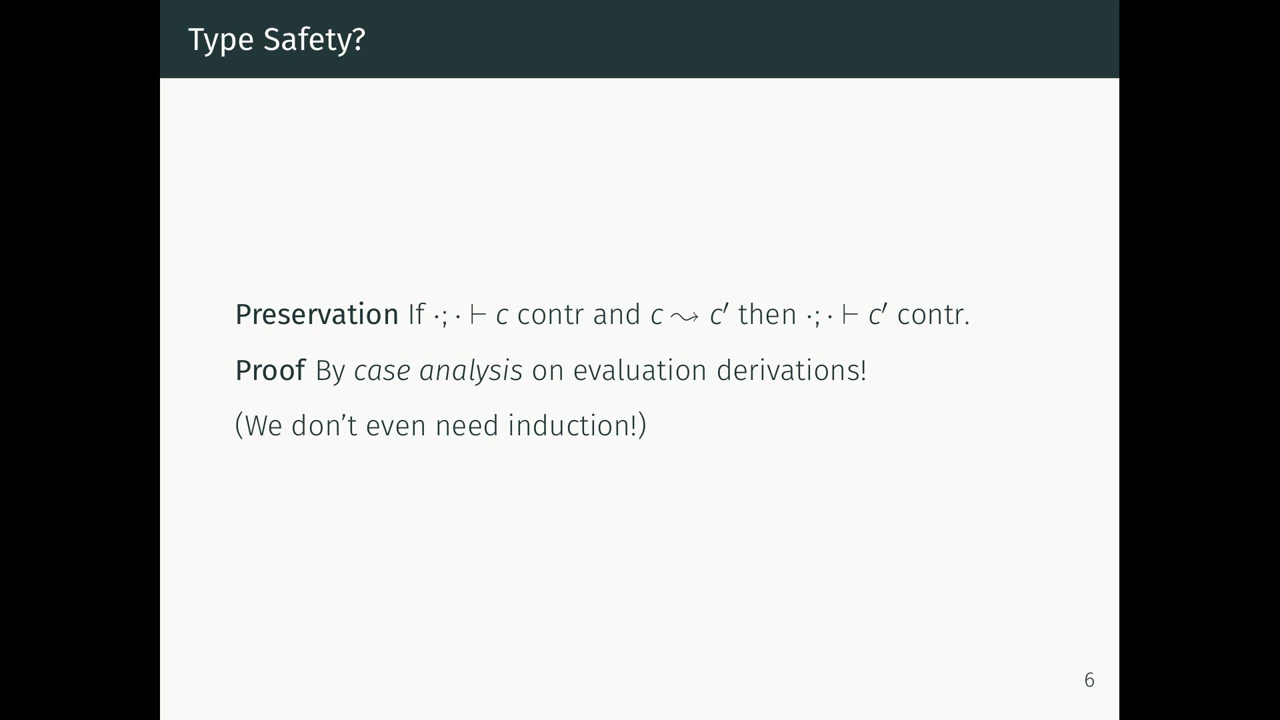 Type Safety?
Preservation If ·; · ⊢ c contr and c ⇝ c′ then ·; · ⊢ c′ contr.
Proof By case analysis on evaluation derivations!
(We don’t even need induction!)
6